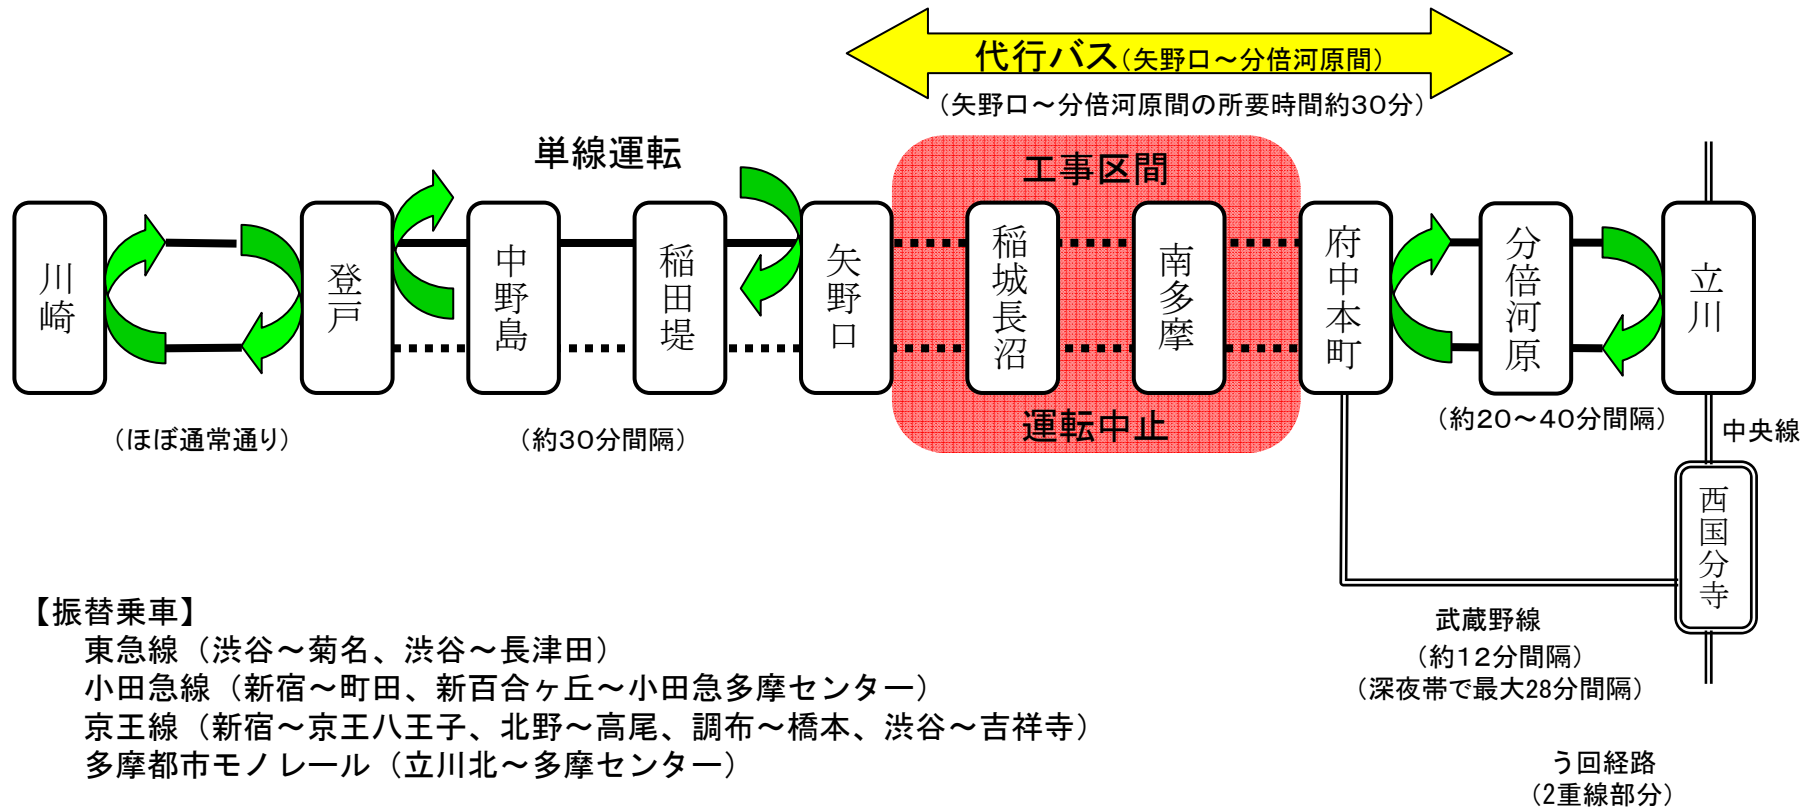 代行バス（矢野口～分倍河原間）
（矢野口～分倍河原間の所要時間約30分）
単線運転
工事区間
川崎
登戸
中野島
稲田堤
矢野口
稲城長沼
南多摩
府中本町
分倍河原
立川
（ほぼ通常通り）
（約30分間隔）
運転中止
（約20～40分間隔）
中央線
西国分寺
【振替乗車】
東急線（渋谷～菊名、渋谷～長津田）
小田急線（新宿～町田、新百合ヶ丘～小田急多摩センター）
京王線（新宿～京王八王子、北野～高尾、調布～橋本、渋谷～吉祥寺）
多摩都市モノレール（立川北～多摩センター）
武蔵野線
（約12分間隔）
（深夜帯で最大28分間隔）
う回経路
（2重線部分）